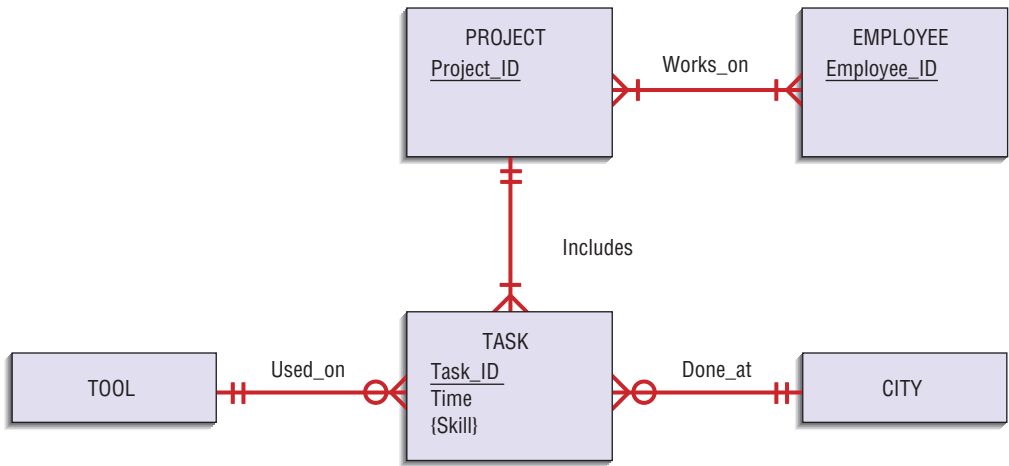 PROJECT
Project_ID
Works_on
EMPLOYEE
Employee_ID
Includes
TOOL
Used_on
TASK
Task_ID
Time
{Skill}
Done_at
CITY